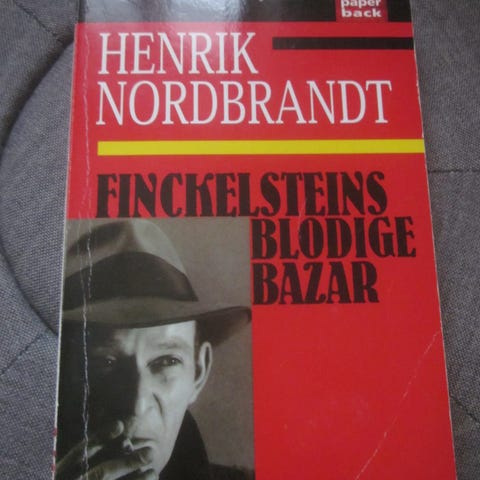 paper
back
HENRIK
NORDBRANDT
FINCKELSTEINS
BLODIGE
BAZAR